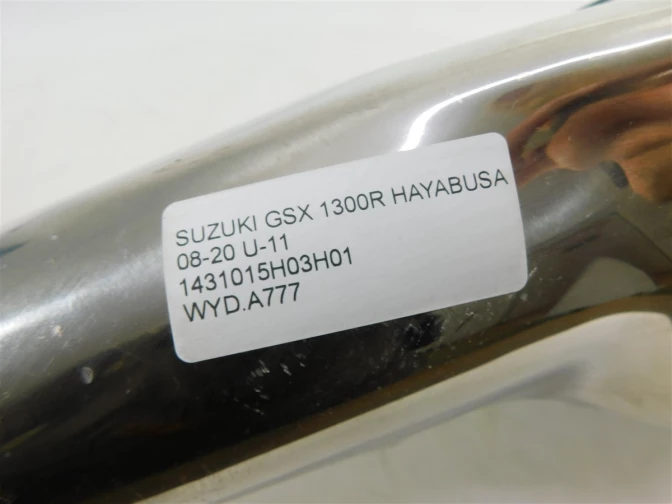 SUZUKI GSX 1300R HAYABUSA
08-20 U-11
1431015H03H01
WYD.A777